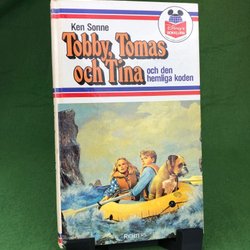 Ken Sonne
Tobby, Tomas
och Tina
och den
hemliga koden